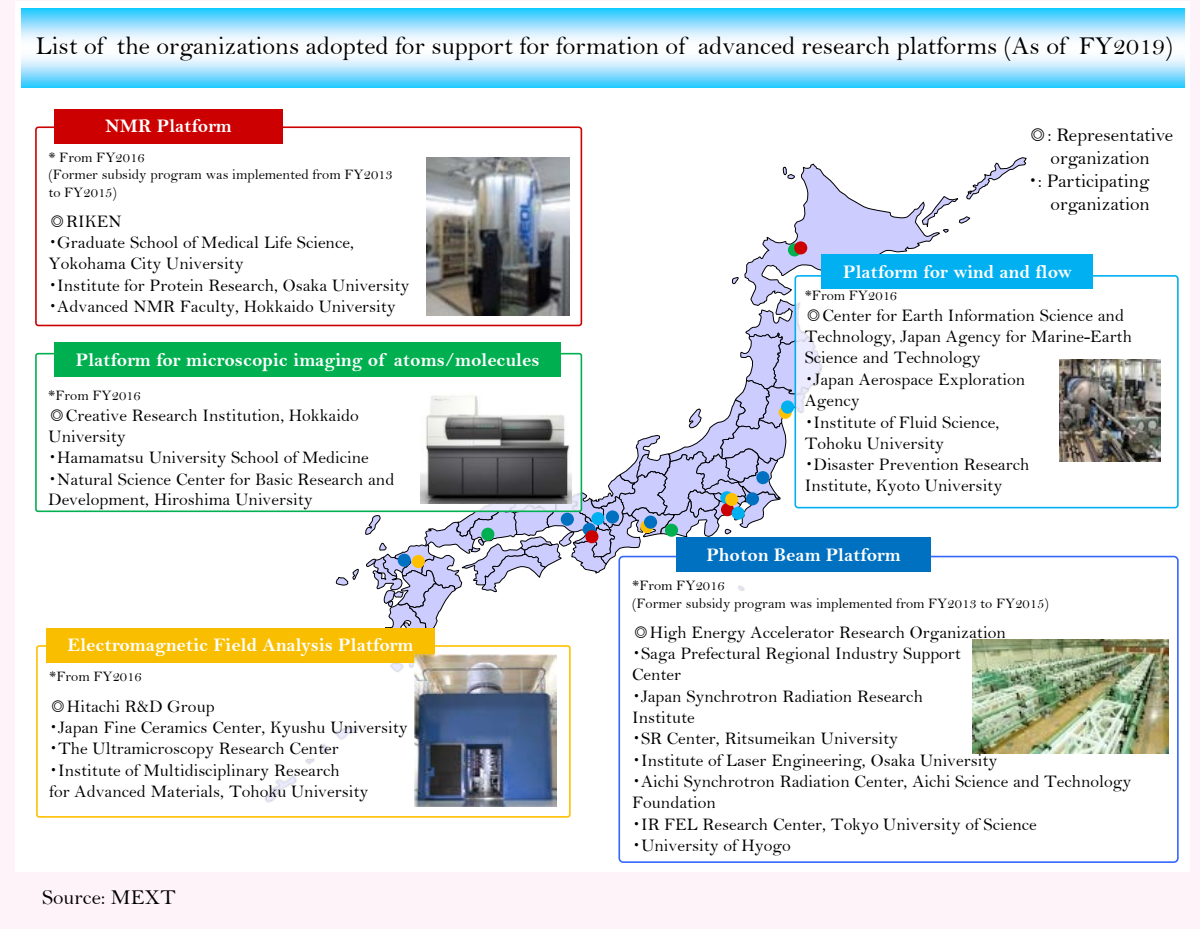 List of the organizations adopted for support for formation of advanced research platforms (As of FY2019)
NMR Platform
* From FY2016
(Former subsidy program was implemented from FY2013
to FY2015)
◎RIKEN
・Graduate School of Medical Life Science,
Yokohama City University
・Institute for Protein Research, Osaka University
・Advanced NMR Faculty, Hokkaido University
JEOL
◎: Representative
organization
・: Participating
organization
Platform for microscopic imaging of atoms/molecules
*From FY2016
◎Creative Research Institution, Hokkaido
University
・Hamamatsu University School of Medicine
・Natural Science Center for Basic Research and
Development, Hiroshima University
Platform for wind and flow
*From FY2016
◎Center for Earth Information Science and
Technology, Japan Agency for Marine-Earth
Science and Technology
・Japan Aerospace Exploration
Agency
・Institute of Fluid Science,
Tohoku University
・Disaster Prevention Research
Institute, Kyoto University
Electromagnetic Field Analysis Platform
*From FY2016
◎Hitachi R&D Group
・Japan Fine Ceramics Center, Kyushu University
・The Ultramicroscopy Research Center
・Institute of Multidisciplinary Research
for Advanced Materials, Tohoku University
Photon Beam Platform
*From FY2016
(Former subsidy program was implemented from FY2013 to FY2015)
◎High Energy Accelerator Research Organization
・Saga Prefectural Regional Industry Support
Center
・Japan Synchrotron Radiation Research
Institute
・SR Center, Ritsumeikan University
・Institute of Laser Engineering, Osaka University
・Aichi Synchrotron Radiation Center, Aichi Science and Technology
Foundation
・IR FEL Research Center, Tokyo University of Science
・University of Hyogo
Source: MEXT